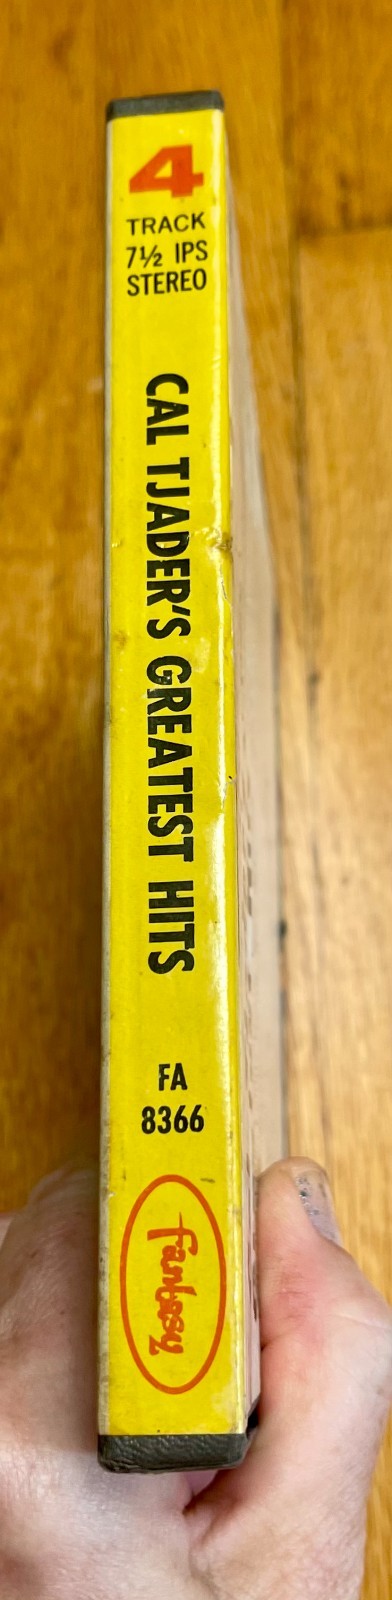 4
TRACK
7½ IPS
STEREO
CAL TJADER'S GREATEST HITS
FA
8366
fantasy